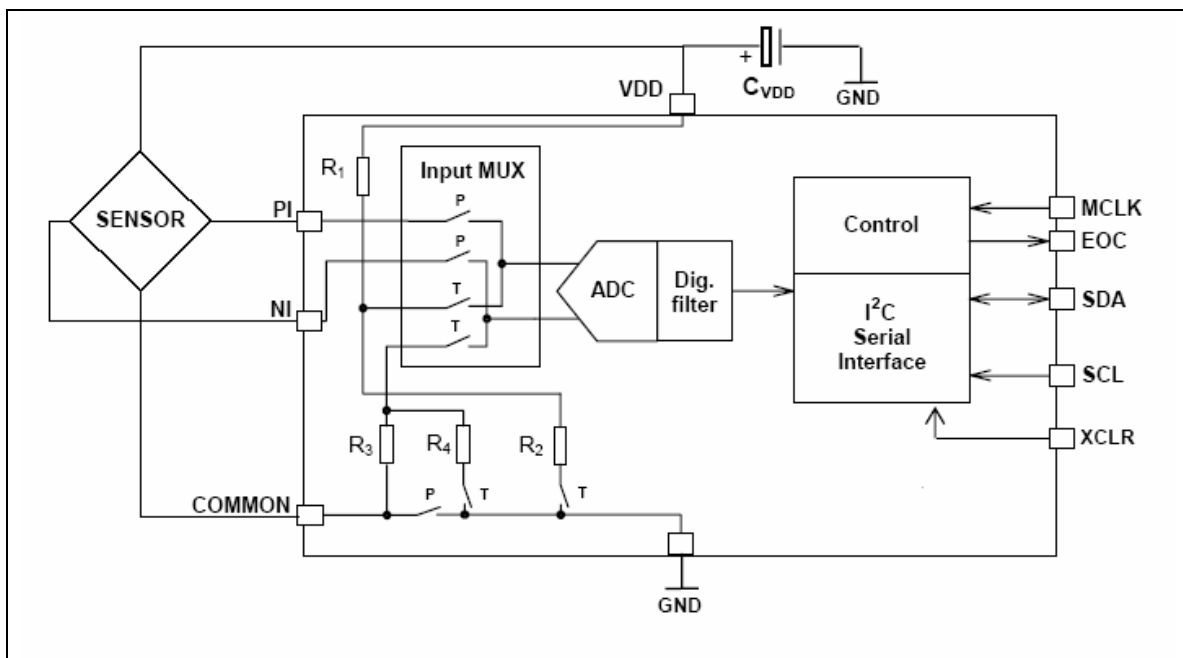 VDD
+
C_VDD
GND
R₁
Input MUX
SENSOR
PI
P
P
NI
T
T
ADC
Dig.
filter
Control
I²C
Serial
Interface
MCLK
EOC
SDA
SCL
XCLR
R₃
R₄
R₂
COMMON
P
T
T
GND